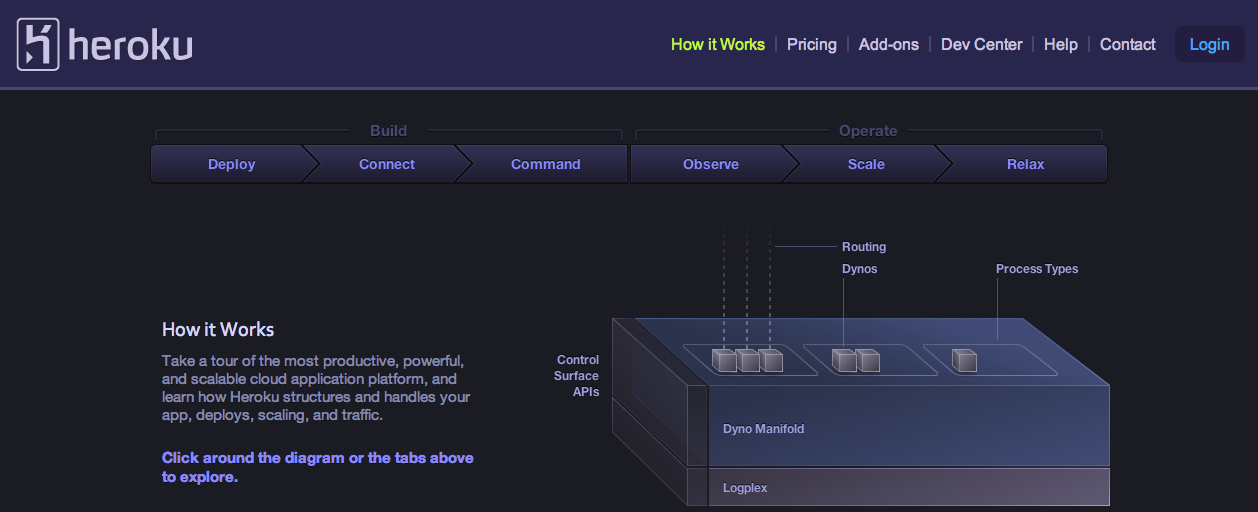 heroku
How it Works
Pricing
Add-ons
Dev Center
Help
Contact
Login
Build
Operate
Deploy
Connect
Command
Observe
Scale
Relax
Routing
Dynos
Process Types
How it Works
Take a tour of the most productive, powerful,
and scalable cloud application platform, and
learn how Heroku structures and handles your
app, deploys, scaling, and traffic.
Click around the diagram or the tabs above
to explore.
Control
Surface
APIs
Dyno Manifold
Logplex